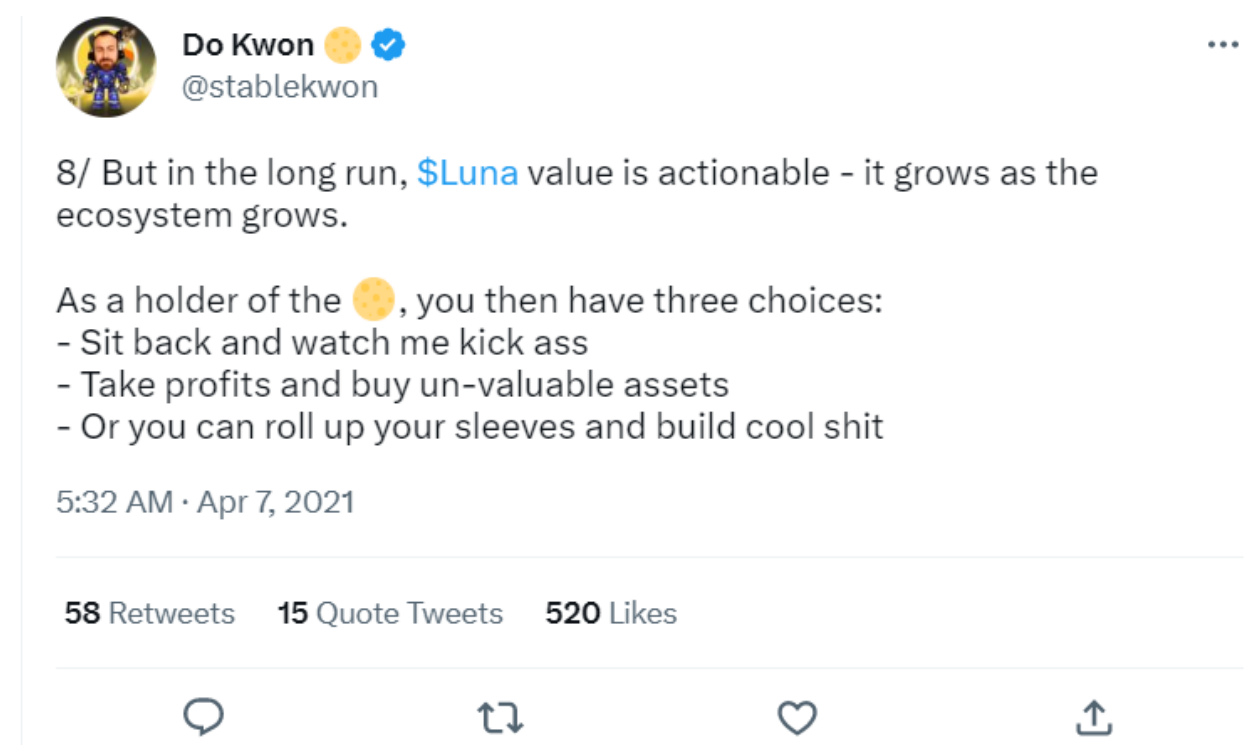 Do Kwon 🌕
@stablekwon
8/ But in the long run, $Luna value is actionable - it grows as the
ecosystem grows.
As a holder of the 🌕, you then have three choices:
- Sit back and watch me kick ass
- Take profits and buy un-valuable assets
- Or you can roll up your sleeves and build cool shit
5:32 AM · Apr 7, 2021
58 Retweets 15 Quote Tweets 520 Likes